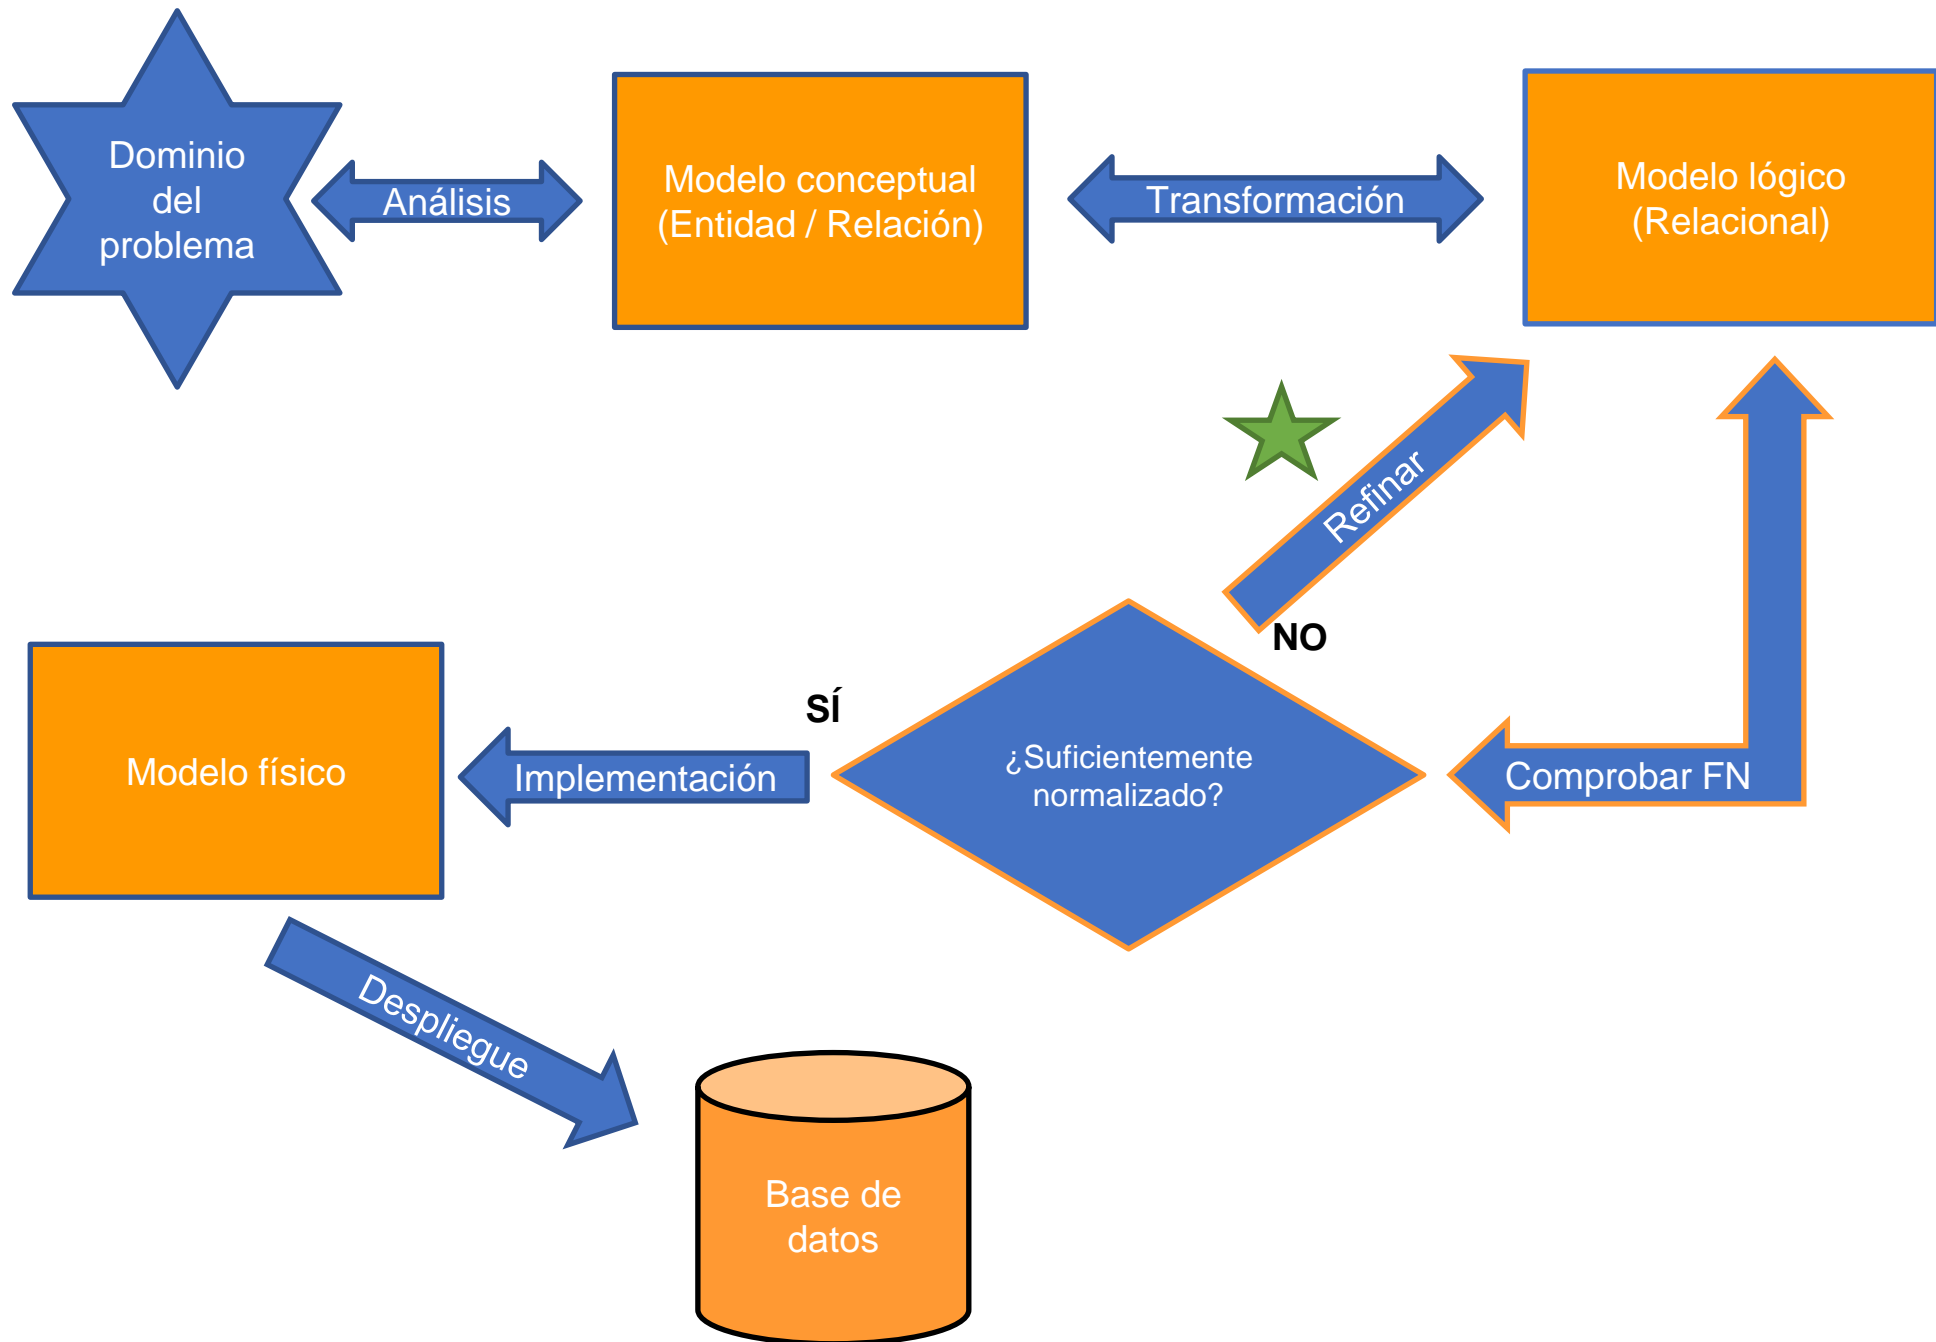 Dominio
del
problema
Análisis
Modelo conceptual
(Entidad / Relación)
Transformación
Modelo lógico
(Relacional)
Refinar
NO
Comprobar FN
¿Suficientemente
normalizado?
SÍ
Implementación
Modelo físico
Despliegue
Base de
datos